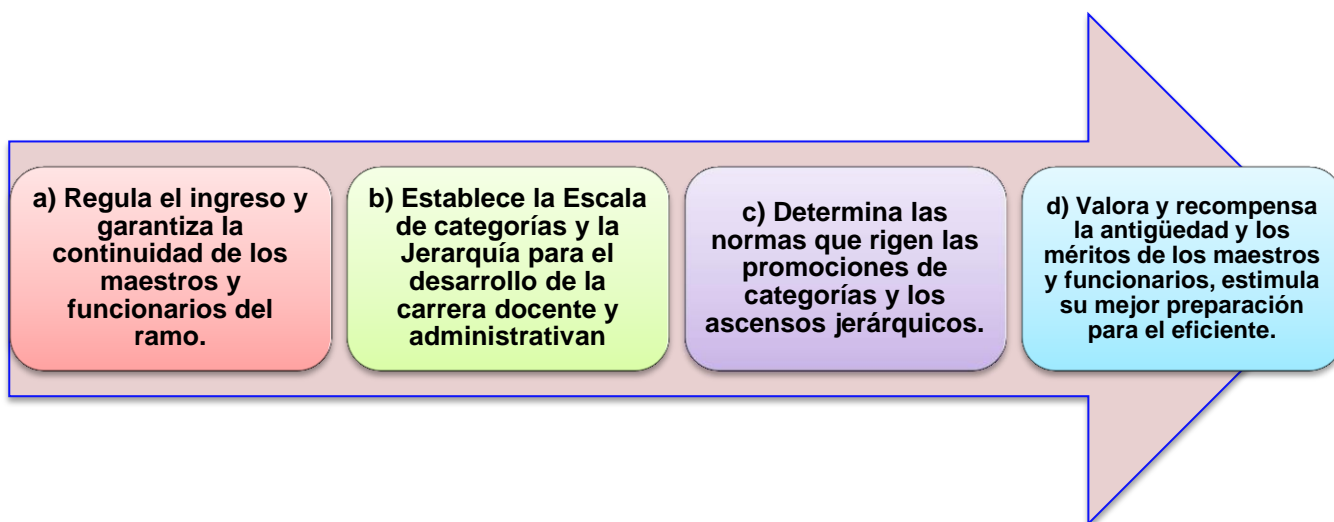 a) Regula el ingreso y
garantiza la
continuidad de los
maestros y
funcionarios del
ramo.
b) Establece la Escala
de categorías y la
Jerarquía para el
desarrollo de la
carrera docente y
administrativan
c) Determina las
normas que rigen las
promociones de
categorías y los
ascensos jerárquicos.
d) Valora y recompensa
la antigüedad y los
méritos de los maestros
y funcionarios, estimula
su mejor preparación
para el eficiente.